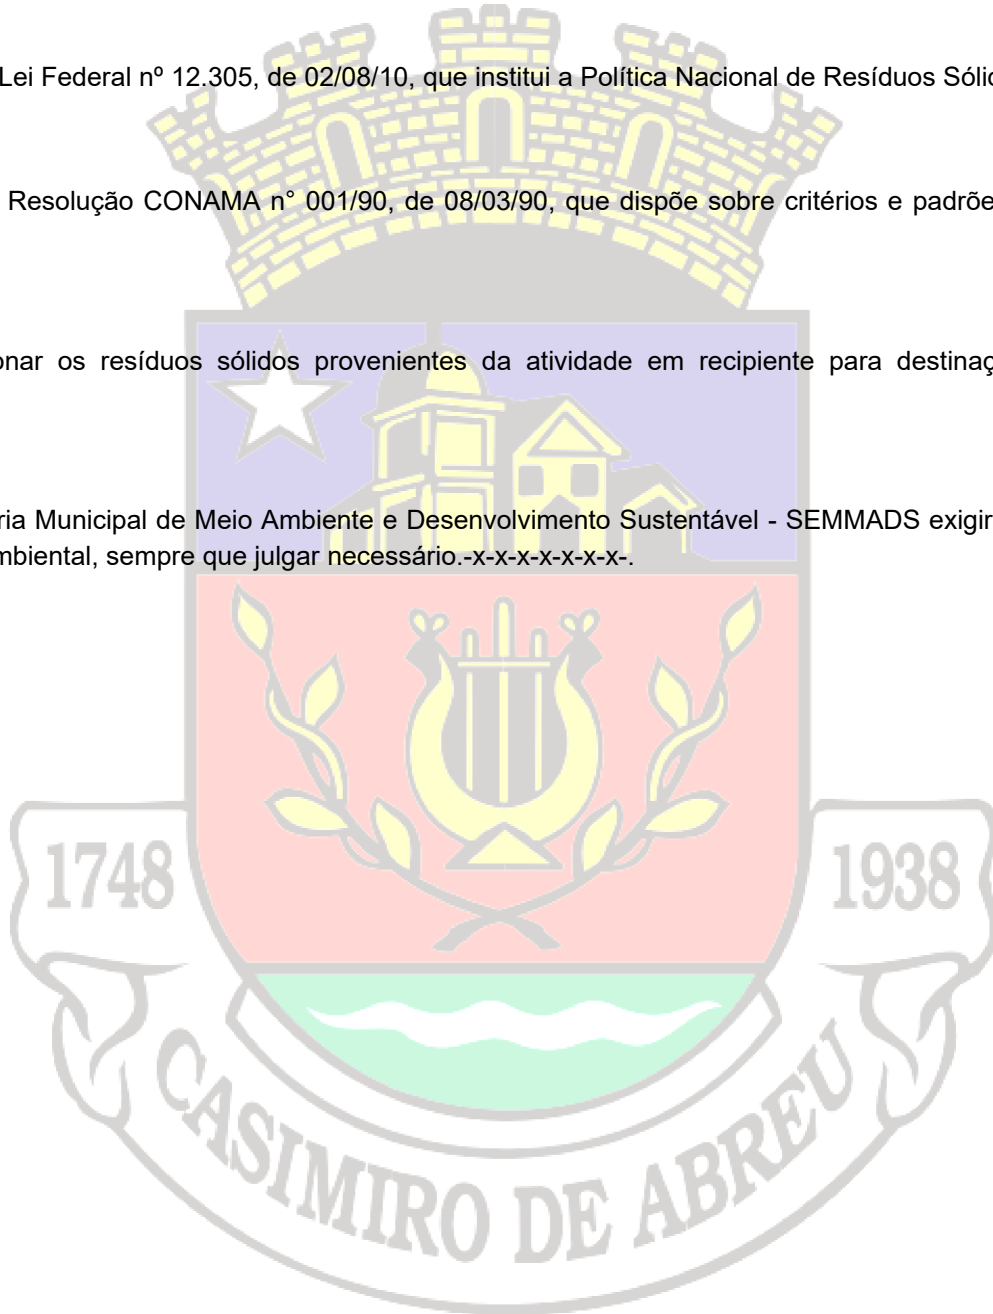 Lei Federal nº 12.305, de 02/08/10, que institui a Política Nacional de Resíduos Sólid
Resolução CONAMA n° 001/90, de 08/03/90, que dispõe sobre critérios e padrõe
onar os resíduos sólidos provenientes da atividade em recipiente para destinaç
ria Municipal de Meio Ambiente e Desenvolvimento Sustentável - SEMMADS exigir
mbiental, sempre que julgar necessário.-x-x-x-x-x-x-x-.
1748
1938
CASIMIRO DE ABREU